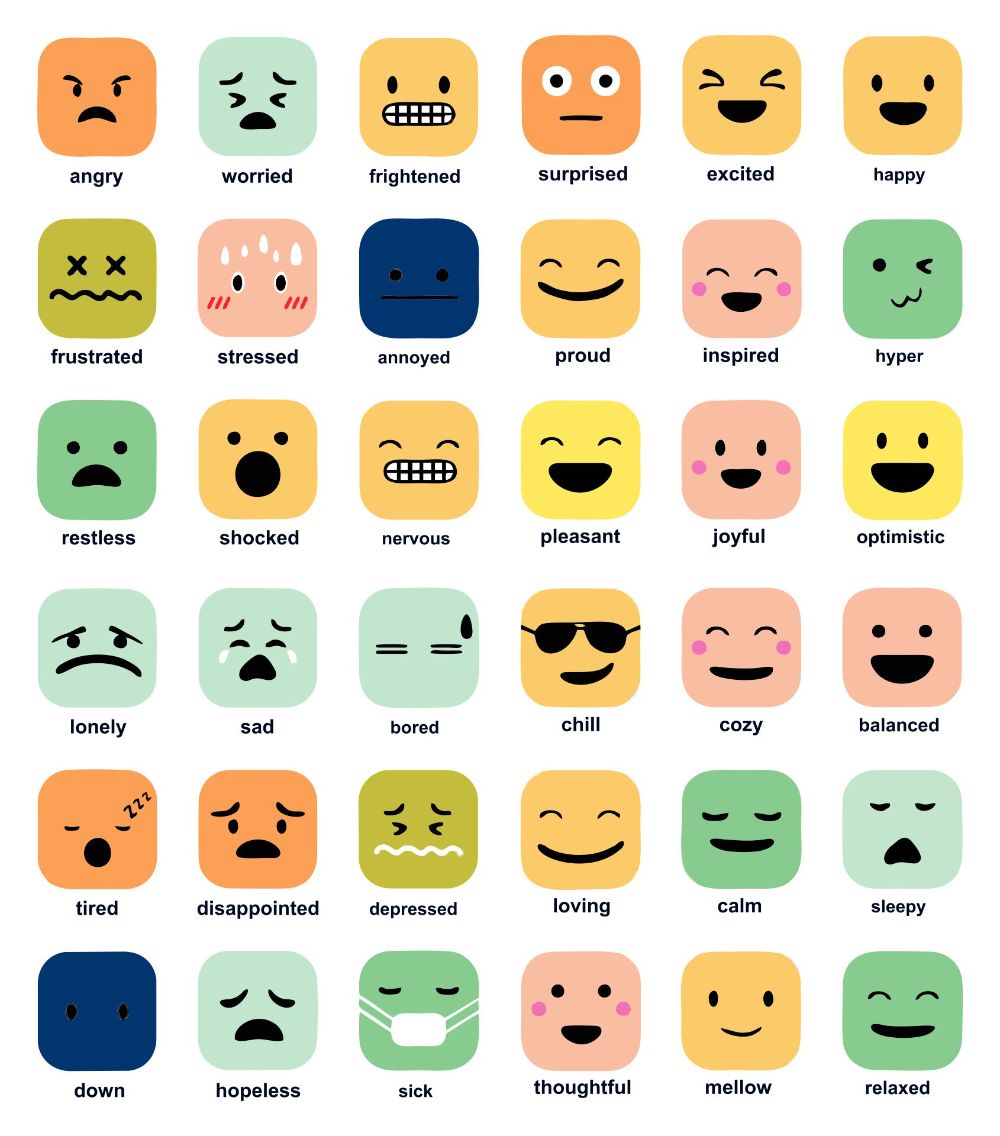 angry worried frightened surprised excited happy
frustrated stressed annoyed proud inspired hyper
restless shocked nervous pleasant joyful optimistic
lonely sad bored chill cozy balanced
zzz
tired disappointed depressed loving calm sleepy
down hopeless sick thoughtful mellow relaxed